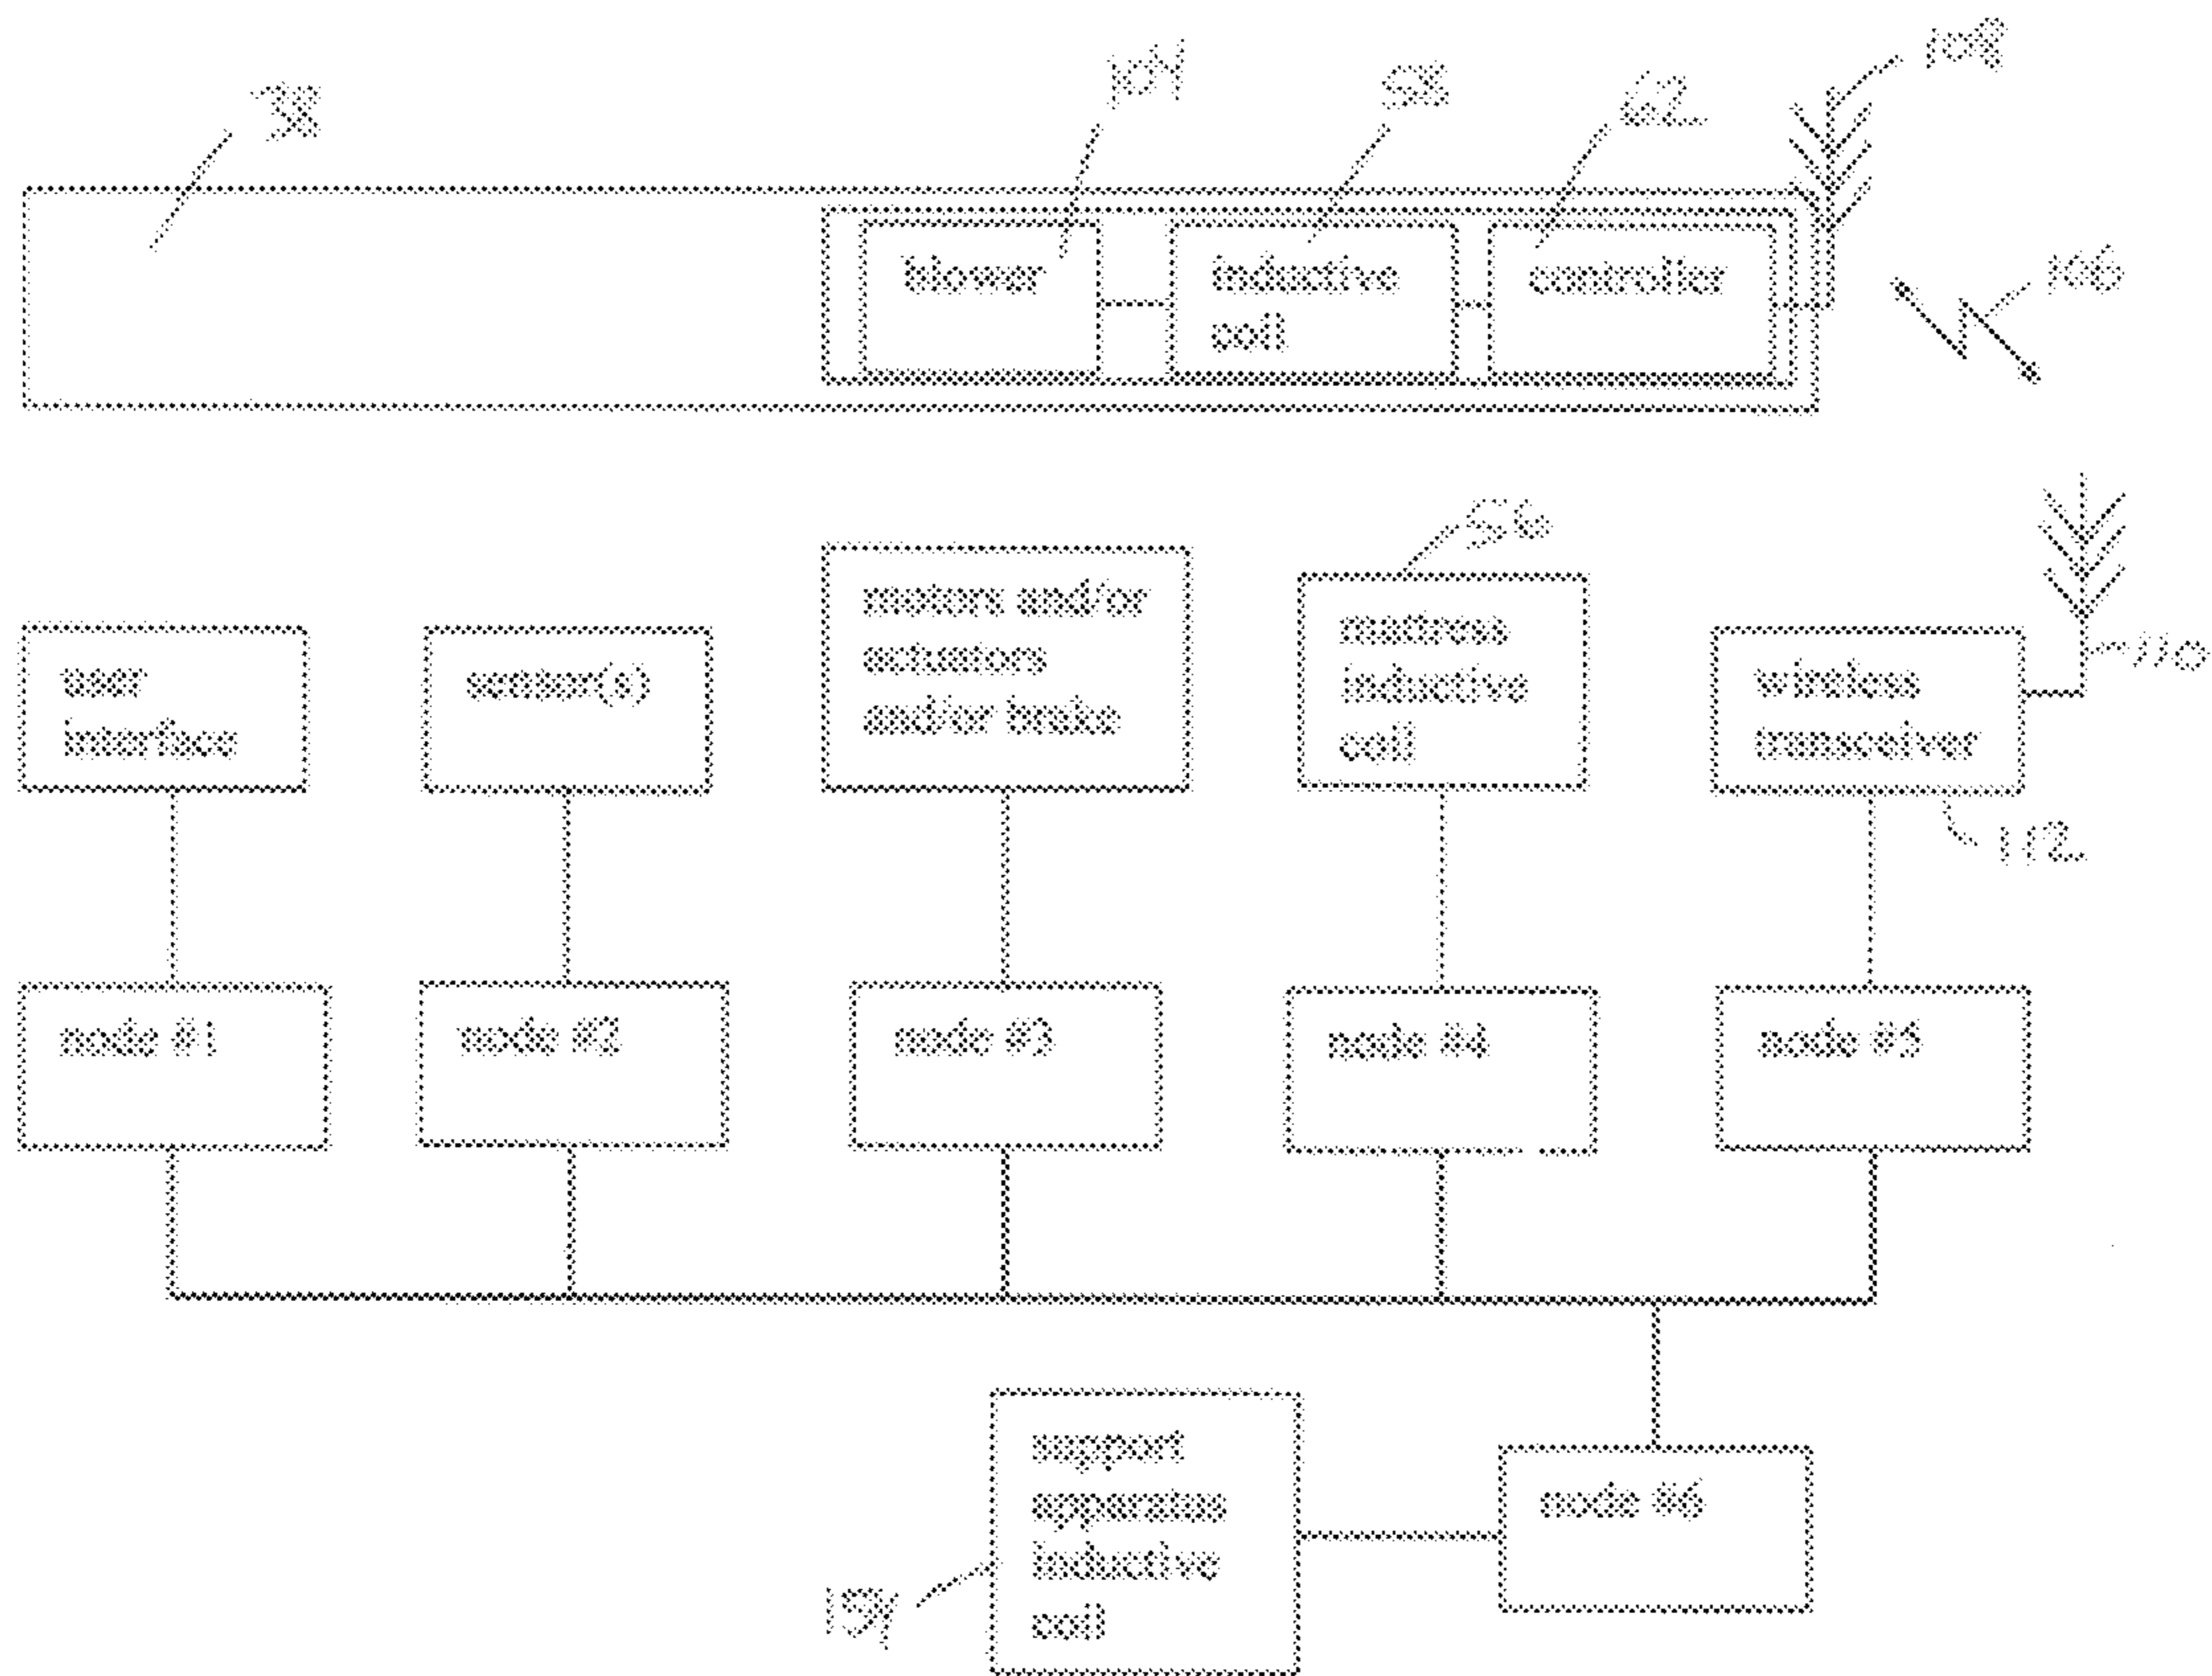 38
104
58
62
108
106
blower
inductive
coil
controller
56
110
112
user
interface
sensor(s)
motors and/or
actuators
and/or brake
mattress
inductive
coil
wireless
transceiver
node #1
node #2
node #3
node #4
node #5
node #6
support
apparatus
inductive
coil